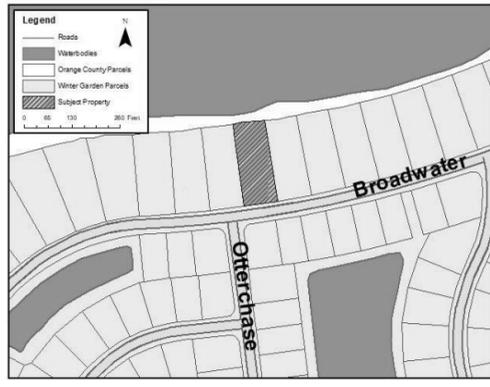 Legend
N
Roads
Waterbodies
Orange County Parcels
Winter Garden Parcels
Subject Property
0 65 130 260 Feet
Broadwater
Otterchase